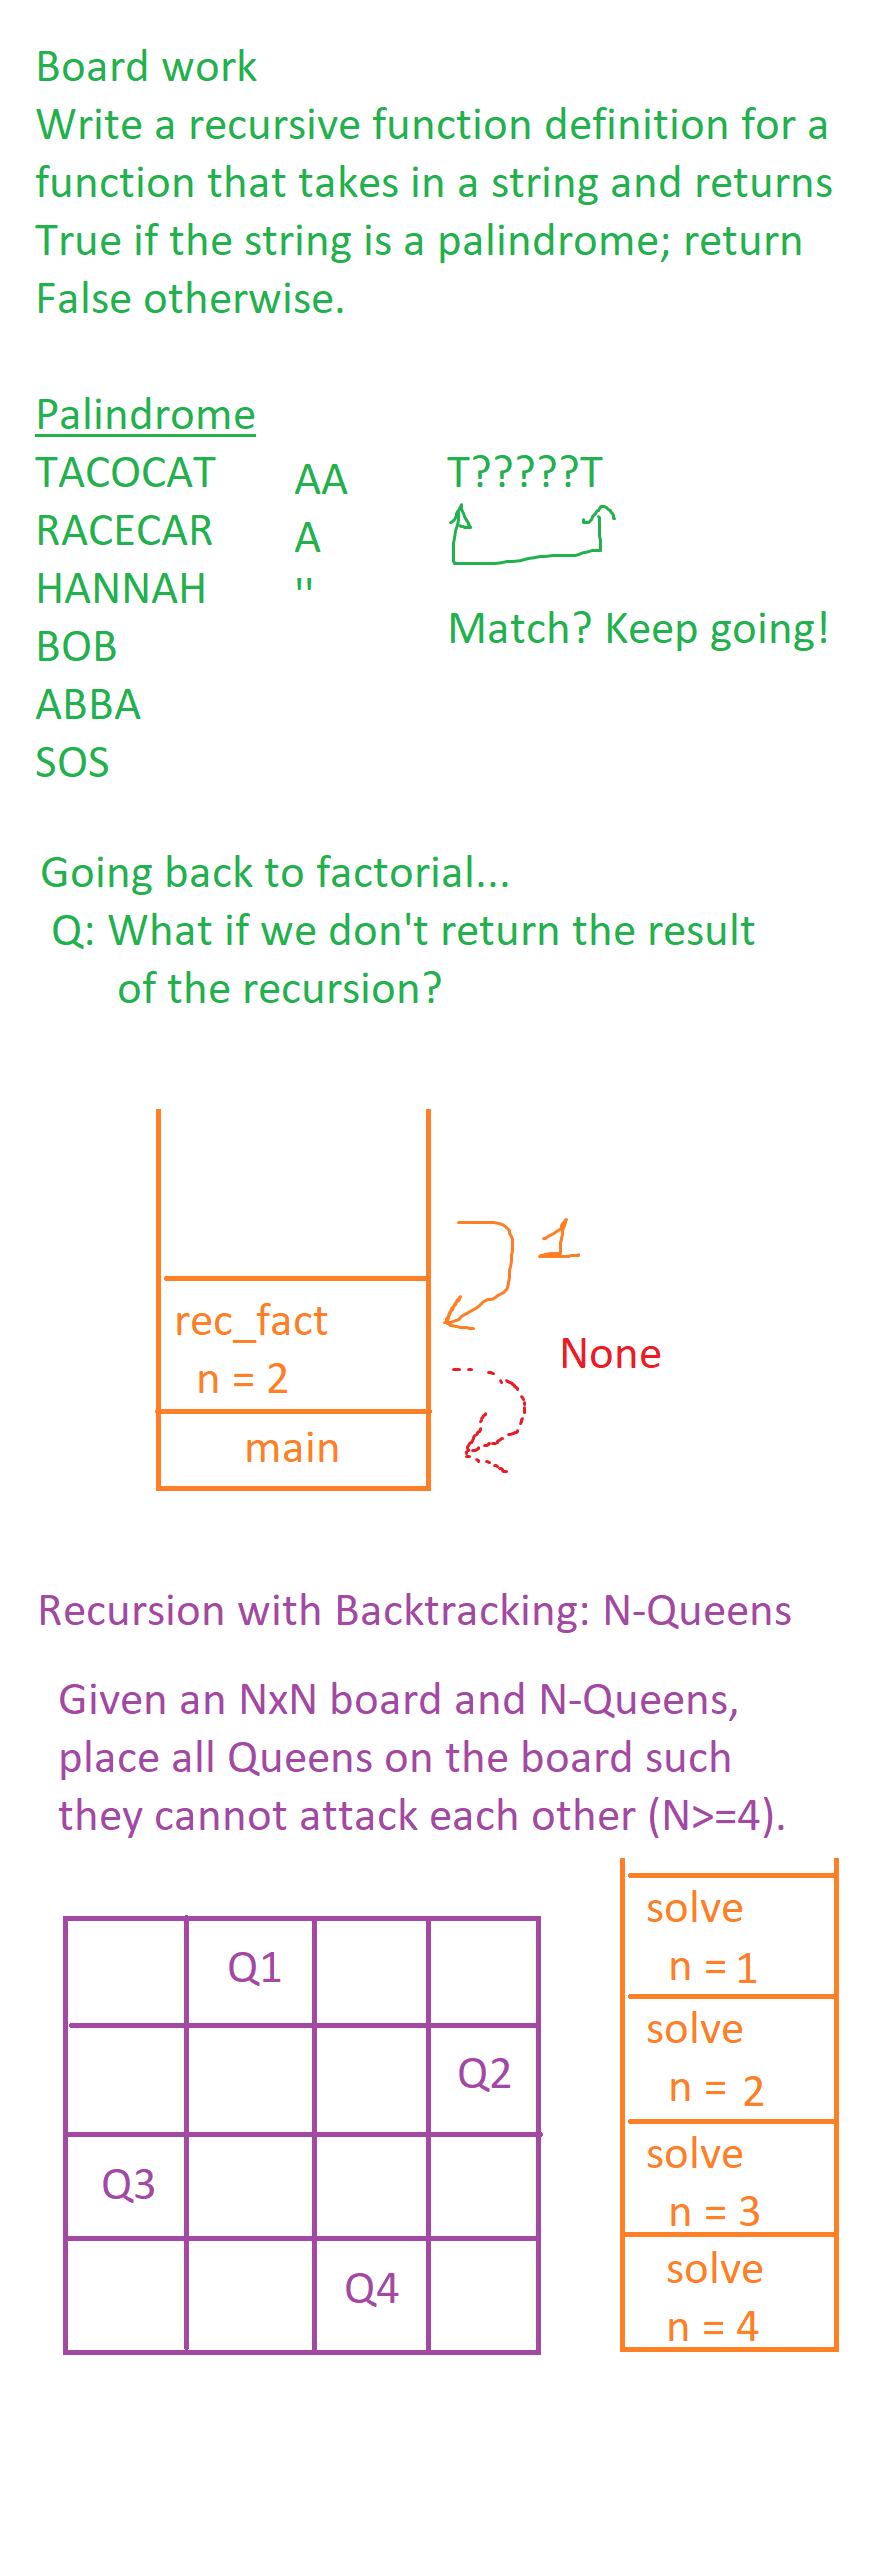 Board work
Write a recursive function definition for a
function that takes in a string and returns
True if the string is a palindrome; return
False otherwise.
Palindrome
TACOCAT
RACECAR
HANNAH
BOB
ABBA
SOS
AA
A
''
T?????T
Match? Keep going!
Going back to factorial...
Q: What if we don't return the result
of the recursion?
1
rec_fact
n = 2
None
main
Recursion with Backtracking: N-Queens
Given an NxN board and N-Queens,
place all Queens on the board such
they cannot attack each other (N>=4).
Q1
Q2
Q3
Q4
solve
n = 1
solve
n = 2
solve
n = 3
solve
n = 4